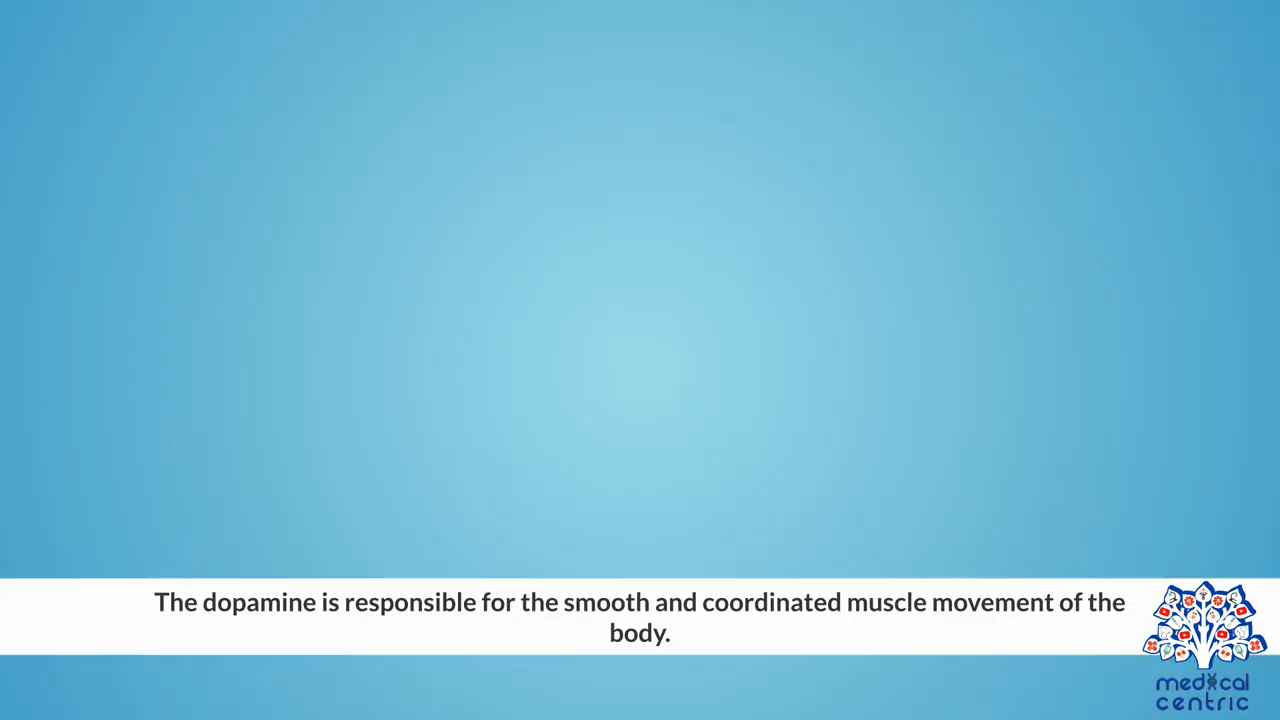 The dopamine is responsible for the smooth and coordinated muscle movement of the
body.
medical
centric